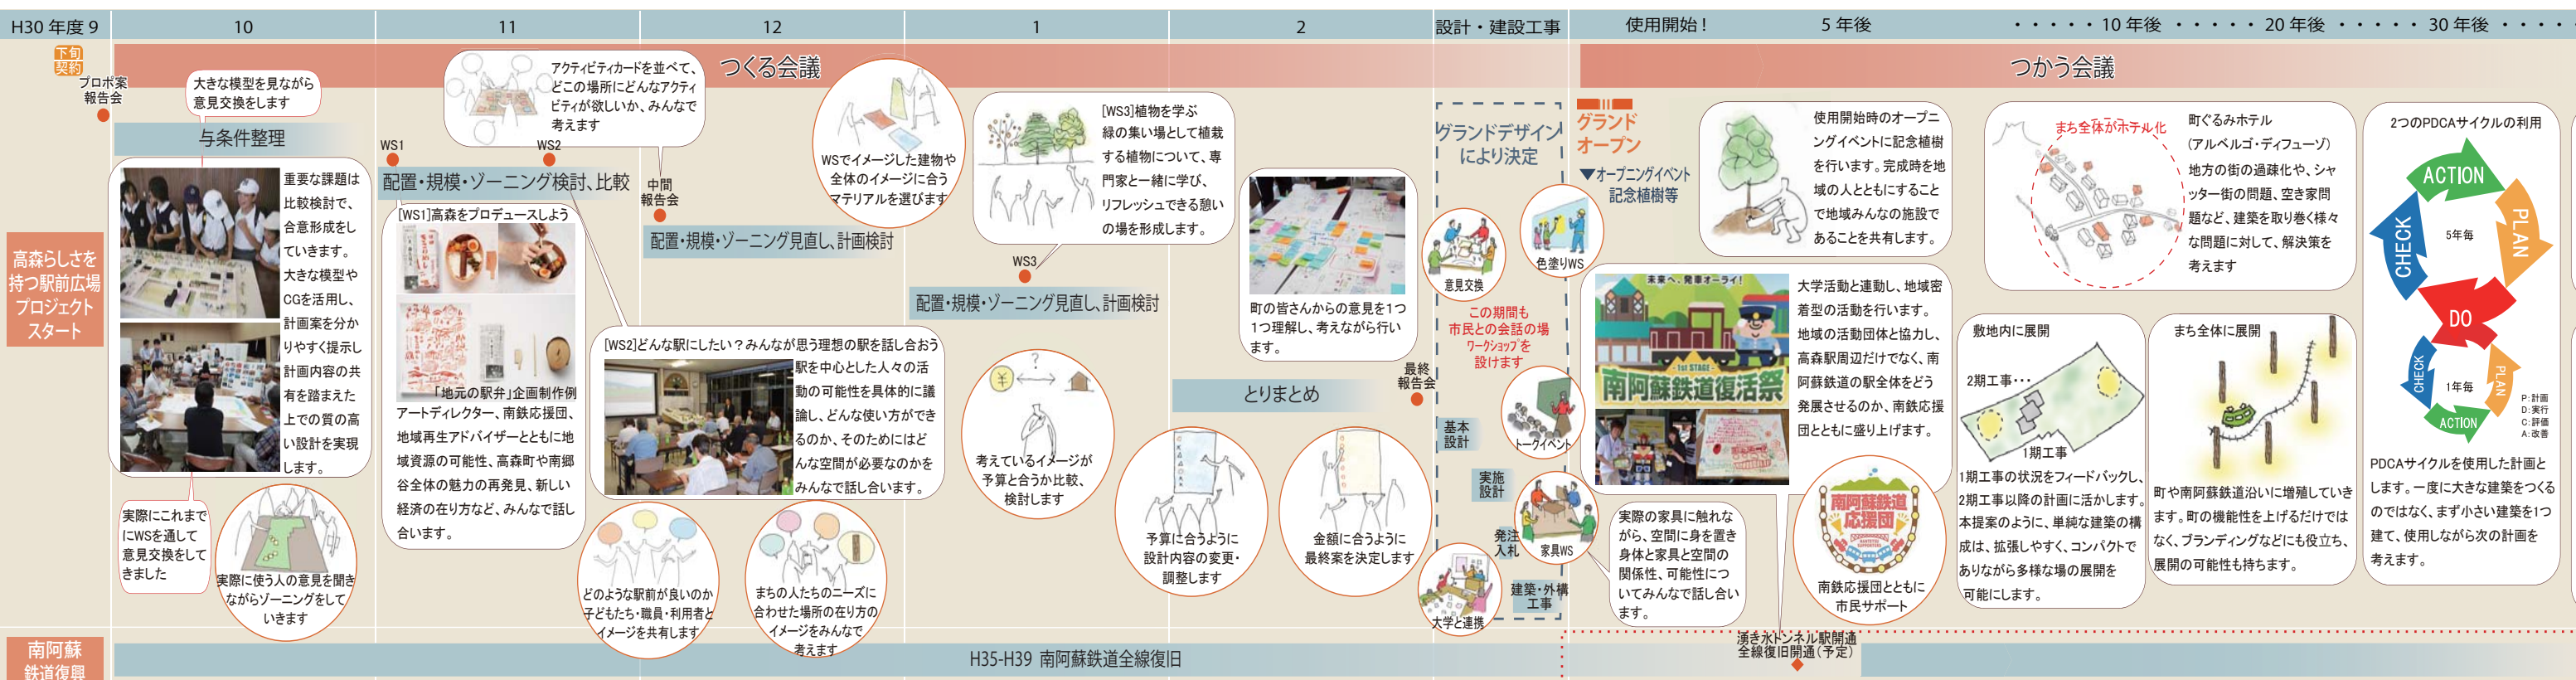 H30 年度 9
10
11
12
1
2
設計・建設工事
使用開始！
5 年後
・・・・・ 10 年後 ・・・・・ 20 年後 ・・・・・ 30 年後 ・・・・
下旬
契約
プロポ案
報告会
つくる会議
つかう会議
高森らしさを
持つ駅前広場
プロジェクト
スタート
大きな模型を見ながら
意見交換をします
与条件整理
重要な課題は
比較検討で、
合意形成をし
ていきます。
大きな模型や
CGを活用し、
計画案を分か
りやすく提示し
計画内容の共
有を踏まえた
上での質の高
い設計を実現
します。
実際にこれまで
にWSを通して
意見交換をして
きました
実際に使う人の意見を聞き
ながらゾーニングをして
いきます
アクティビティカードを並べて、
どこの場所にどんなアクティ
ビティが欲しいか、みんなで
考えます
WS1
WS2
配置・規模・ゾーニング検討、比較
[WS1]高森をプロデュースしよう
「地元の駅弁」企画制作例
アートディレクター、南鉄応援団、
地域再生アドバイザーとともに地
域資源の可能性、高森町や南郷
谷全体の魅力の再発見、新しい
経済の在り方など、みんなで話し
合います。
中間
報告会
配置・規模・ゾーニング見直し、計画検討
[WS2]どんな駅にしたい？みんなが思う理想の駅を話し合おう
駅を中心とした人々の活
動の可能性を具体的に議
論し、どんな使い方ができ
るのか、そのためにはど
んな空間が必要なのかを
みんなで話し合います。
どのような駅前が良いのか
子どもたち・職員・利用者と
イメージを共有します
まちの人たちのニーズに
合わせた場所の在り方の
イメージをみんなで
考えます
WSでイメージした建物や
全体のイメージに合う
マテリアルを選びます
[WS3]植物を学ぶ
緑の集い場として植栽
する植物について、専
門家と一緒に学び、
リフレッシュできる憩い
の場を形成します。
WS3
配置・規模・ゾーニング見直し、計画検討
?
¥
考えているイメージが
予算と合うか比較、
検討します
町の皆さんからの意見を1つ
1つ理解し、考えながら行い
ます。
とりまとめ
最終
報告会
予算に合うように
設計内容の変更・
調整します
金額に合うように
最終案を決定します
グランドデザイン
により決定
意見交換
色塗りWS
この期間も
市民との会話の場
ワークショップを
設けます
トークイベント
基本
設計
実施
設計
発注
入札
家具WS
建築・外構
工事
大学と連携
グランド
オープン
▼オープニングイベント
記念植樹等
使用開始時のオープニ
ングイベントに記念植樹
を行います。完成時を地
域の人とともにすること
で地域みんなの施設で
あることを共有します。
未来へ、発車オーライ！
1st STAGE
南阿蘇鉄道復活祭
大学活動と連動し、地域密
着型の活動を行います。
地域の活動団体と協力し、
高森駅周辺だけでなく、南
阿蘇鉄道の駅全体をどう
発展させるのか、南鉄応援
団とともに盛り上げます。
実際の家具に触れな
がら、空間に身を置き
身体と家具と空間の
関係性、可能性につ
いてみんなで話し合い
ます。
南阿蘇鉄道
応援団
南鉄応援団とともに
市民サポート
まち全体がホテル化
町ぐるみホテル
(アルベルゴ・ディフューゾ)
地方の街の過疎化や、シャ
ッター街の問題、空き家問
題など、建築を取り巻く様々
な問題に対して、解決策を
考えます
敷地内に展開
2期工事・・・
1期工事
1期工事の状況をフィードバックし、
2期工事以降の計画に活かします。
本提案のように、単純な建築の構
成は、拡張しやすく、コンパクトで
ありながら多様な場の展開を
可能にします。
まち全体に展開
町や南阿蘇鉄道沿いに増殖していき
ます。町の機能性を上げるだけでは
なく、ブランディングなどにも役立ち、
展開の可能性も持ちます。
2つのPDCAサイクルの利用
ACTION
PLAN
CHECK
5年毎
DO
CHECK
PLAN
1年毎
ACTION
P:計画
D:実行
C:評価
A:改善
PDCAサイクルを使用した計画と
します。一度に大きな建築をつくる
のではなく、まず小さい建築を1つ
建て、使用しながら次の計画を
考えます。
南阿蘇
鉄道復興
H35-H39 南阿蘇鉄道全線復旧
湧き水トンネル駅開通
全線復旧開通(予定)